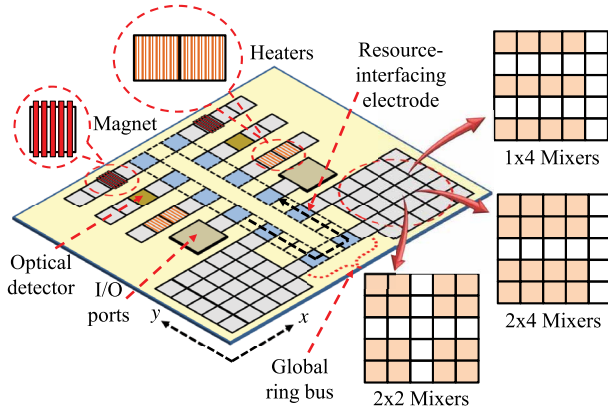 Heaters
Resource-
interfacing
electrode
Magnet
1x4 Mixers
Optical
detector
I/O
ports
y
x
Global
ring bus
2x4 Mixers
2x2 Mixers